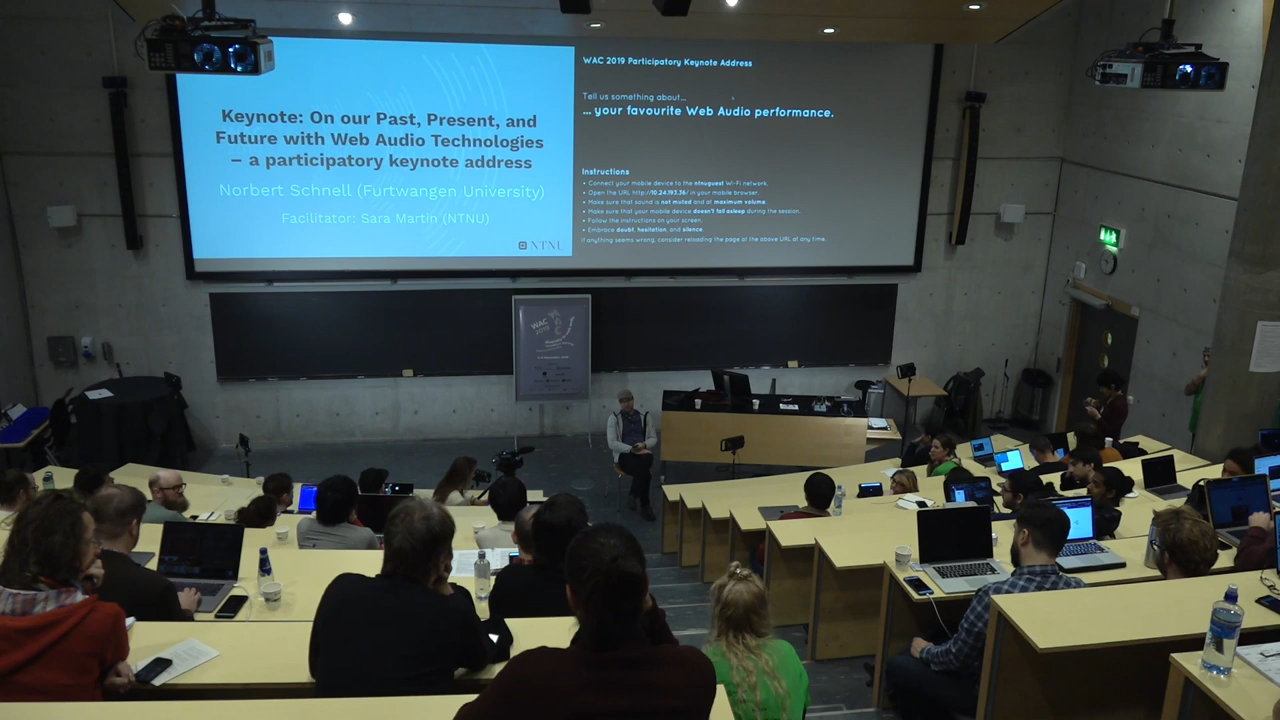 Keynote: On our Past, Present, and
Future with Web Audio Technologies
– a participatory keynote address
Norbert Schnell (Furtwangen University)
Facilitator: Sara Martin (NTNU)
NTNU
WAC 2019 Participatory Keynote Address
Tell us something about...
... your favourite Web Audio performance.
Instructions
• Connect your mobile device to the ntnuguest Wi-Fi network.
• Open the URL http://10.24.193.36/ in your mobile browser.
• Make sure that sound is not muted and at maximum volume.
• Make sure that your mobile device doesn't fall asleep during the session.
• Follow the instructions on your screen.
• Embrace doubt, hesitation, and silence.
If anything seems wrong, consider reloading the page at the above URL at any time.
WAC
2019